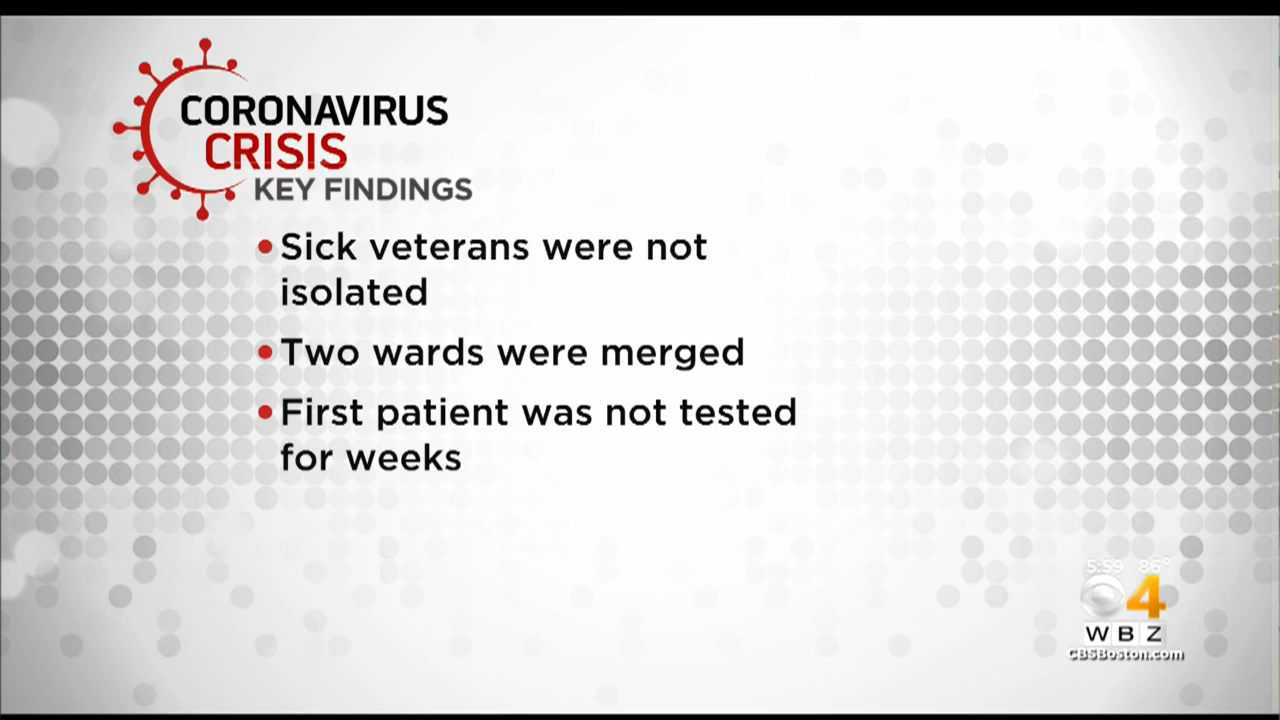 CORONAVIRUS
CRISIS
KEY FINDINGS
•Sick veterans were not
isolated
•Two wards were merged
•First patient was not tested
for weeks
5:59 86°
4
WBZ
CBSBoston.com